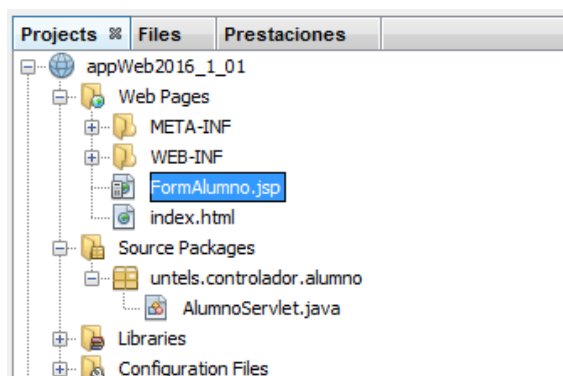 Projects Files Prestaciones
appWeb2016_1_01
Web Pages
META-INF
WEB-INF
FormAlumno.jsp
index.html
Source Packages
untels.controlador.alumno
AlumnoServlet.java
Libraries
Configuration Files